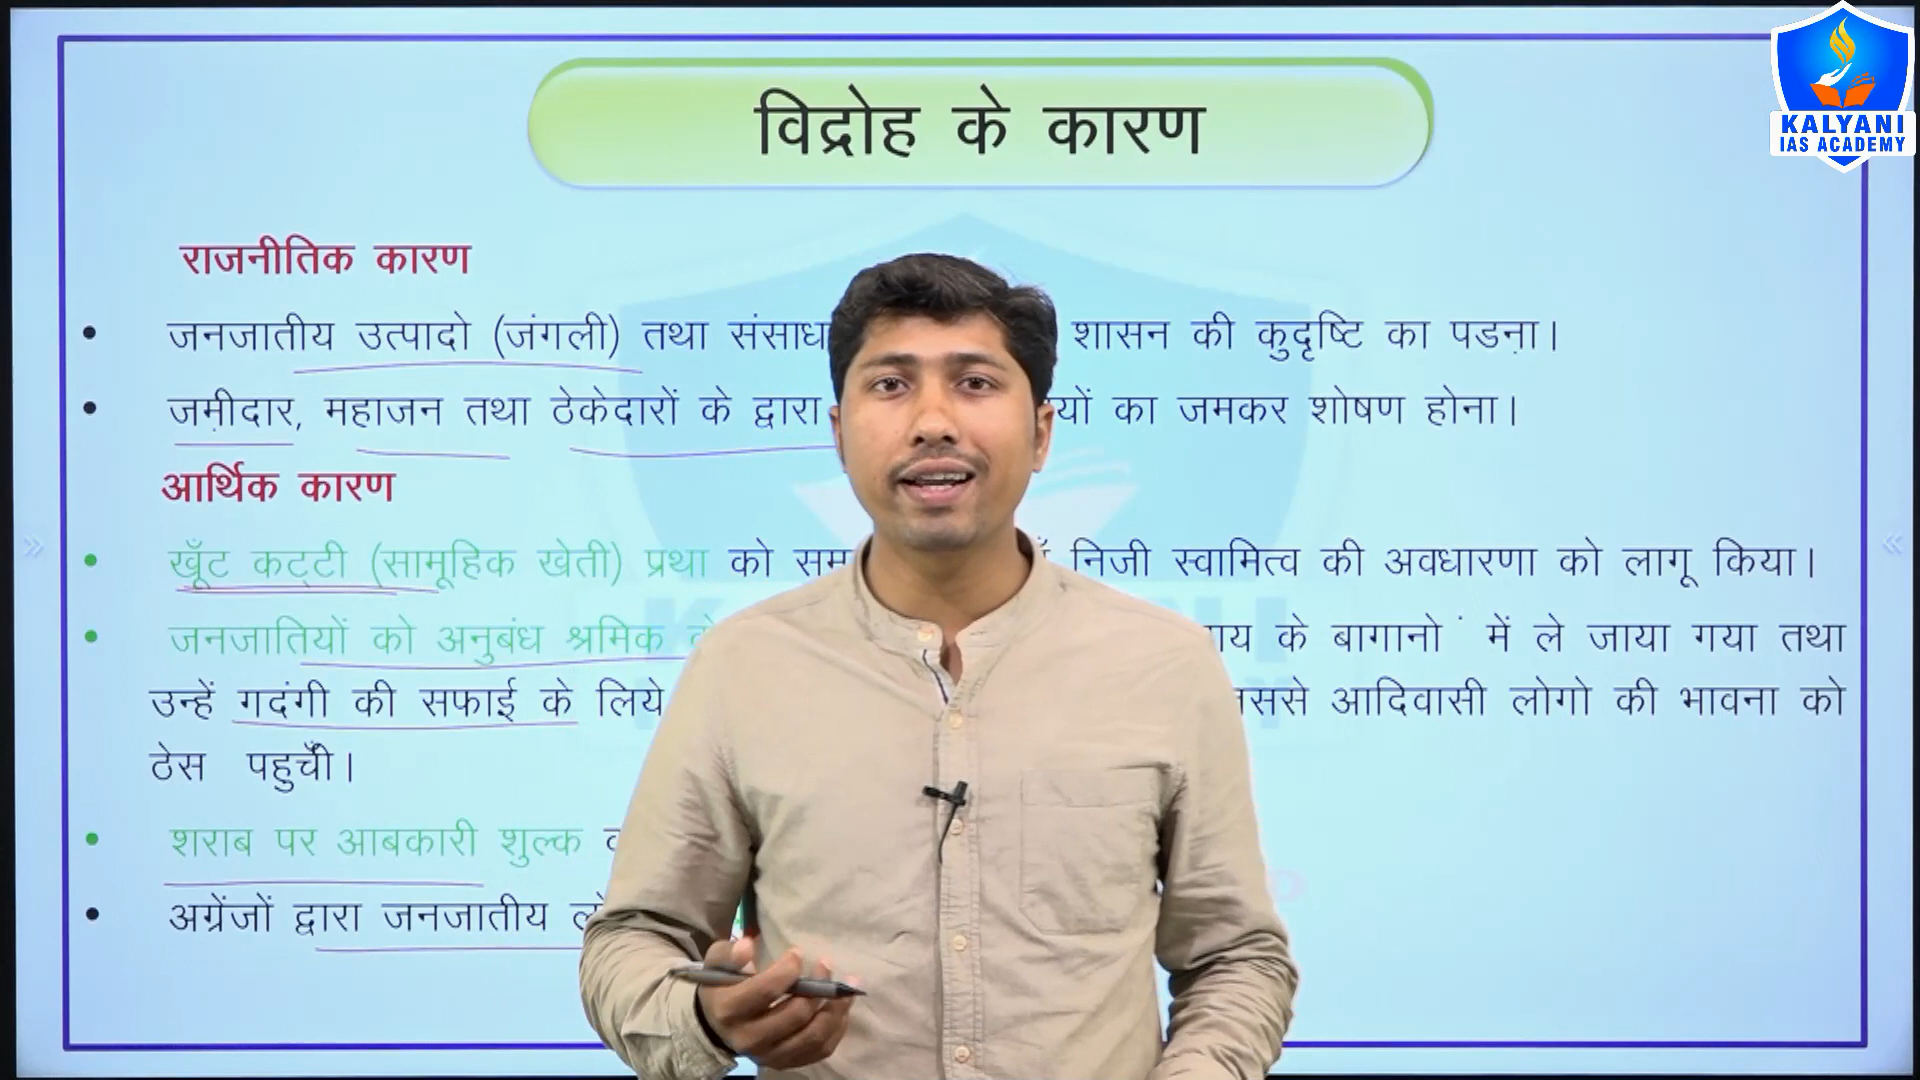 KALYANI
IAS ACADEMY
विद्रोह के कारण
राजनीतिक कारण
• जनजातीय उत्पादो (जंगली) तथा शासन की कुदृष्टि का पडना।
• जमीदार, महाजन तथा ठेकेदारों के द्वारा का जमकर शोषण होना।
आर्थिक कारण
• खूँट कट्टी (सामूहिक खेती) प्रथा को निजी स्वामित्व की अवधारणा को लागू किया।
• जनजातियों को अनुबंध श्रमिक के बागानो में ले जाया गया तथा
उन्हें गदंगी की सफाई के लिये आदिवासी लोगो की भावना को
ठेस पहुचीँ।
• शराब पर आबकारी शुल्क
• अग्रेंजों द्वारा जनजातीय